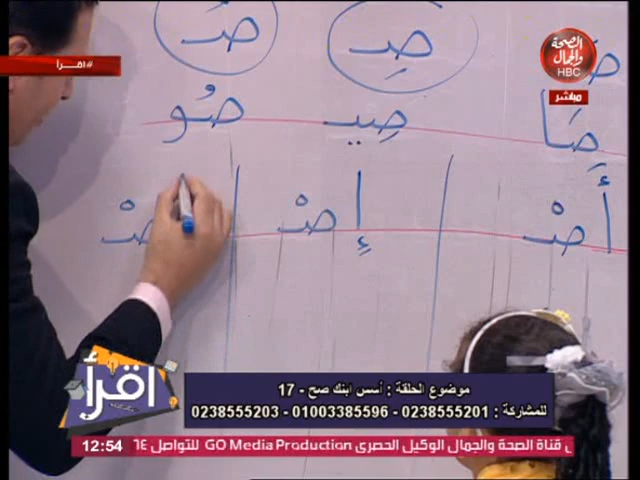 صِ صُ
الصحة
والجمال
HBC
مباشر
#اقرأ
صَا صِيـ صُو
أَصْـ إِصْـ صْـ
اقرأ
موضوع الحلقة : أسس ابنك صح - 17
للمشاركة : 0238555201 - 01003385596 - 0238555203
12:54
ن قناة الصحة والجمال الوكيل الحصرى GO Media Production للتواصل